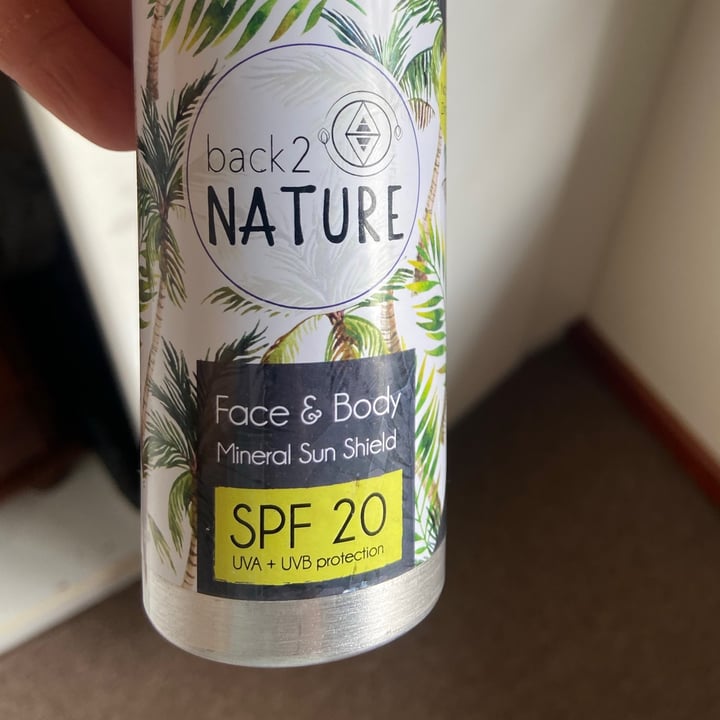 back2
NATURE
Face & Body
Mineral Sun Shield
SPF 20
UVA + UVB protection